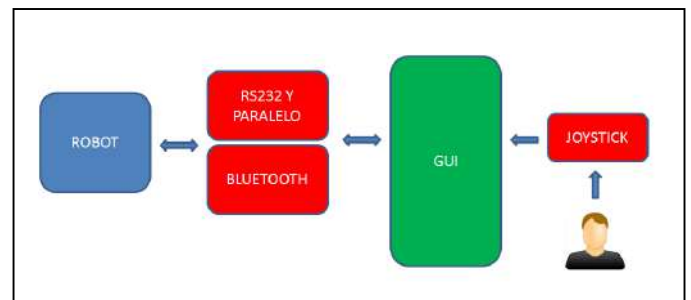 ROBOT
RS232 Y
PARALELO
BLUETOOTH
GUI
JOYSTICK